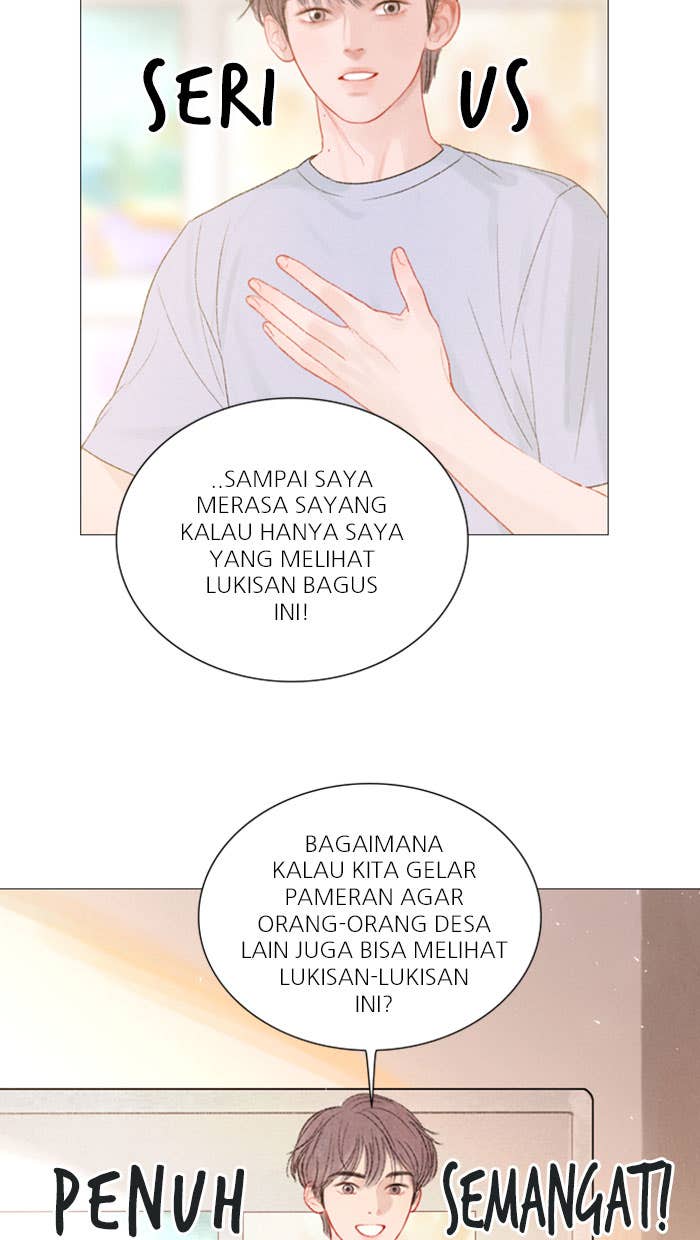 SERI US
..SAMPAI SAYA
MERASA SAYANG
KALAU HANYA SAYA
YANG MELIHAT
LUKISAN BAGUS
INI!
BAGAIMANA
KALAU KITA GELAR
PAMERAN AGAR
ORANG-ORANG DESA
LAIN JUGA BISA MELIHAT
LUKISAN-LUKISAN
INI?
PENUH SEMANGAT!